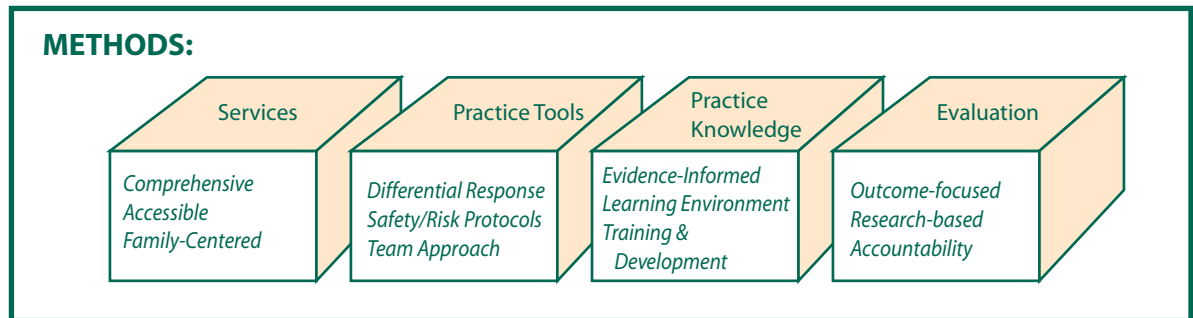 METHODS:
Services
Comprehensive
Accessible
Family-Centered
Practice Tools
Differential Response
Safety/Risk Protocols
Team Approach
Practice
Knowledge
Evidence-Informed
Learning Environment
Training &
Development
Evaluation
Outcome-focused
Research-based
Accountability